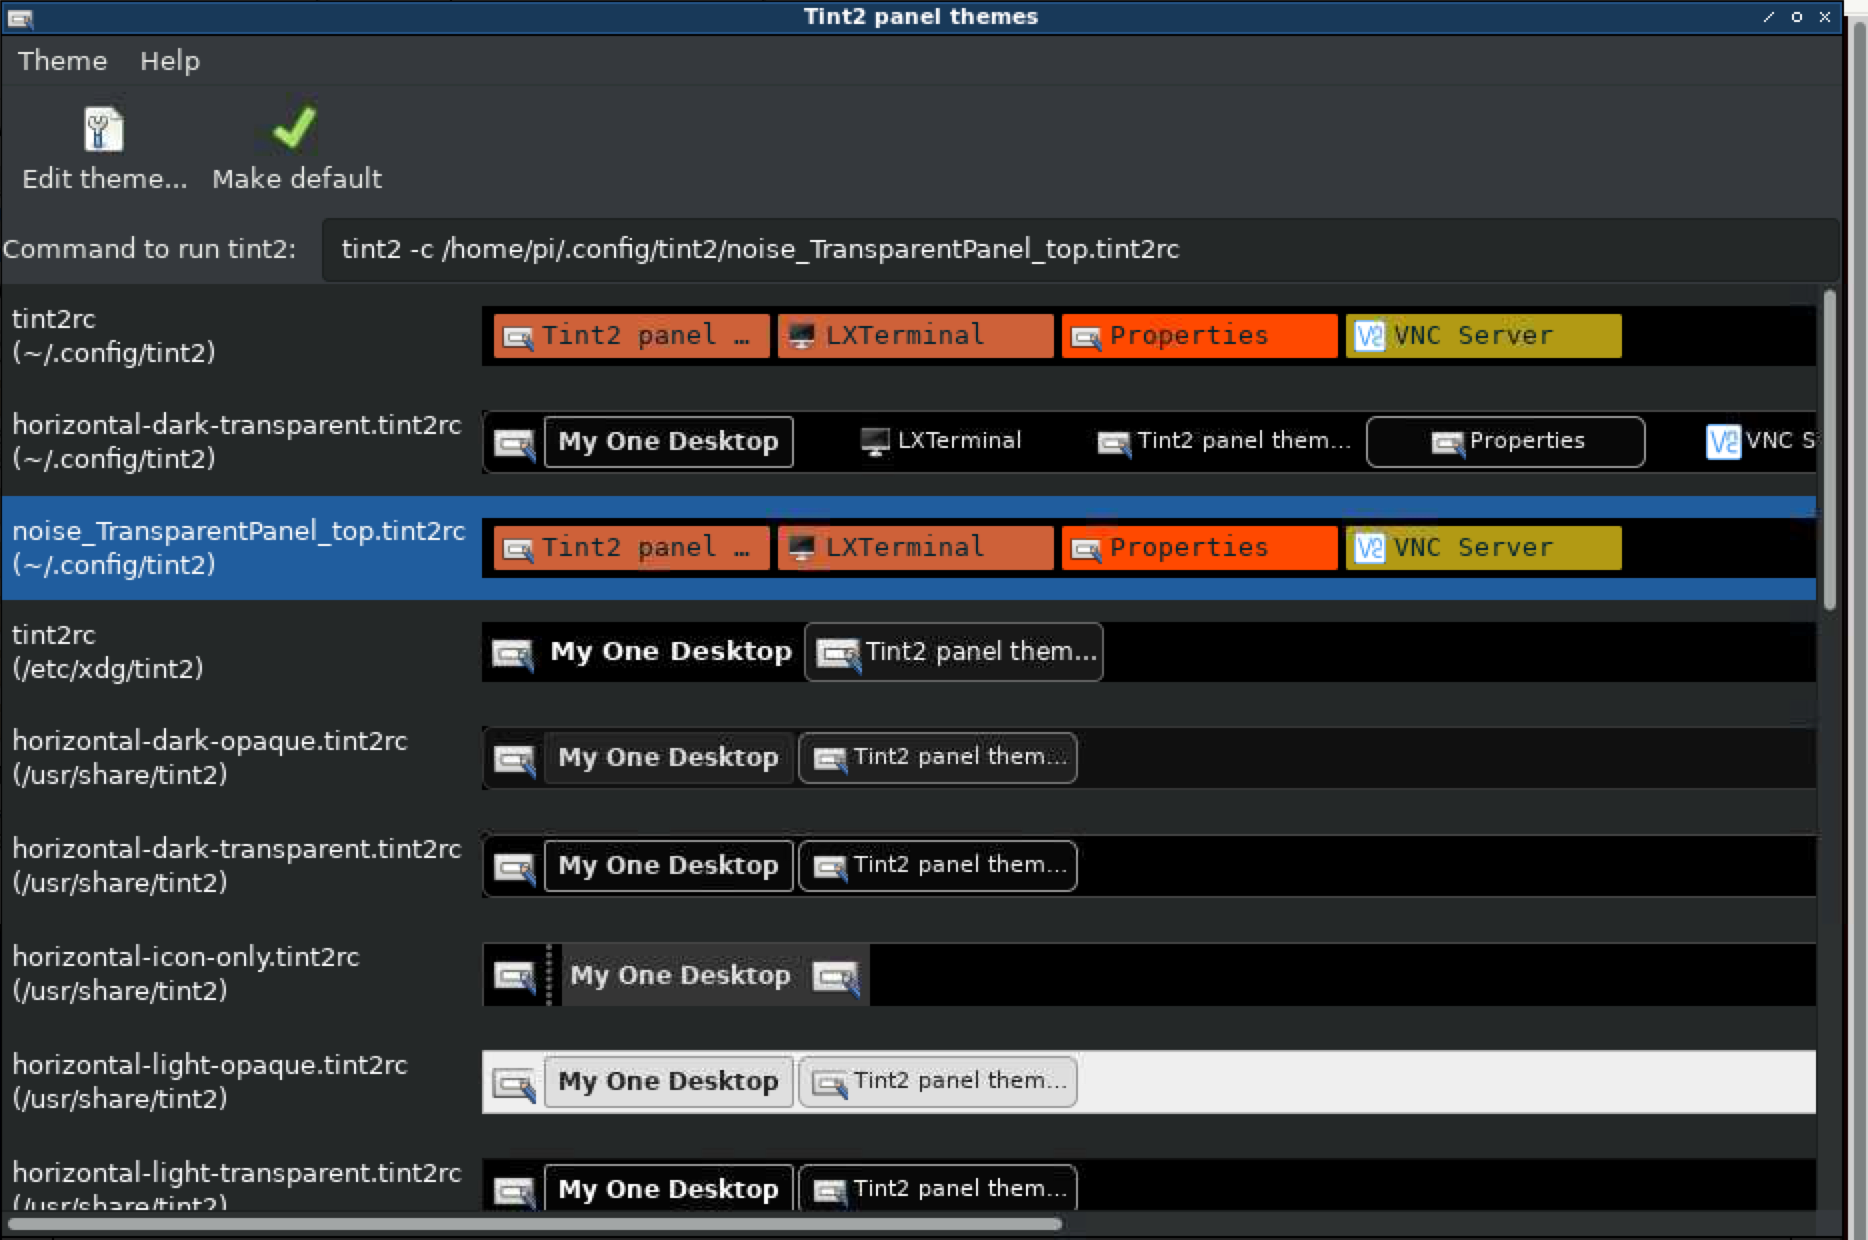 Tint2 panel themes
Theme Help
Edit theme... Make default
Command to run tint2: tint2 -c /home/pi/.config/tint2/noise_TransparentPanel_top.tint2rc
tint2rc
(~/.config/tint2)
Tint2 panel … LXTerminal Properties VNC Server
horizontal-dark-transparent.tint2rc
(~/.config/tint2)
My One Desktop LXTerminal Tint2 panel them... Properties VNC S
noise_TransparentPanel_top.tint2rc
(~/.config/tint2)
Tint2 panel … LXTerminal Properties VNC Server
tint2rc
(/etc/xdg/tint2)
My One Desktop Tint2 panel them...
horizontal-dark-opaque.tint2rc
(/usr/share/tint2)
My One Desktop Tint2 panel them...
horizontal-dark-transparent.tint2rc
(/usr/share/tint2)
My One Desktop Tint2 panel them...
horizontal-icon-only.tint2rc
(/usr/share/tint2)
My One Desktop
horizontal-light-opaque.tint2rc
(/usr/share/tint2)
My One Desktop Tint2 panel them...
horizontal-light-transparent.tint2rc
(/usr/share/tint2)
My One Desktop Tint2 panel them...